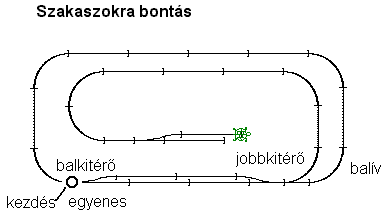 Szakaszokra bontás
balkitérő
jobbkitérő
balív
kezdés
egyenes